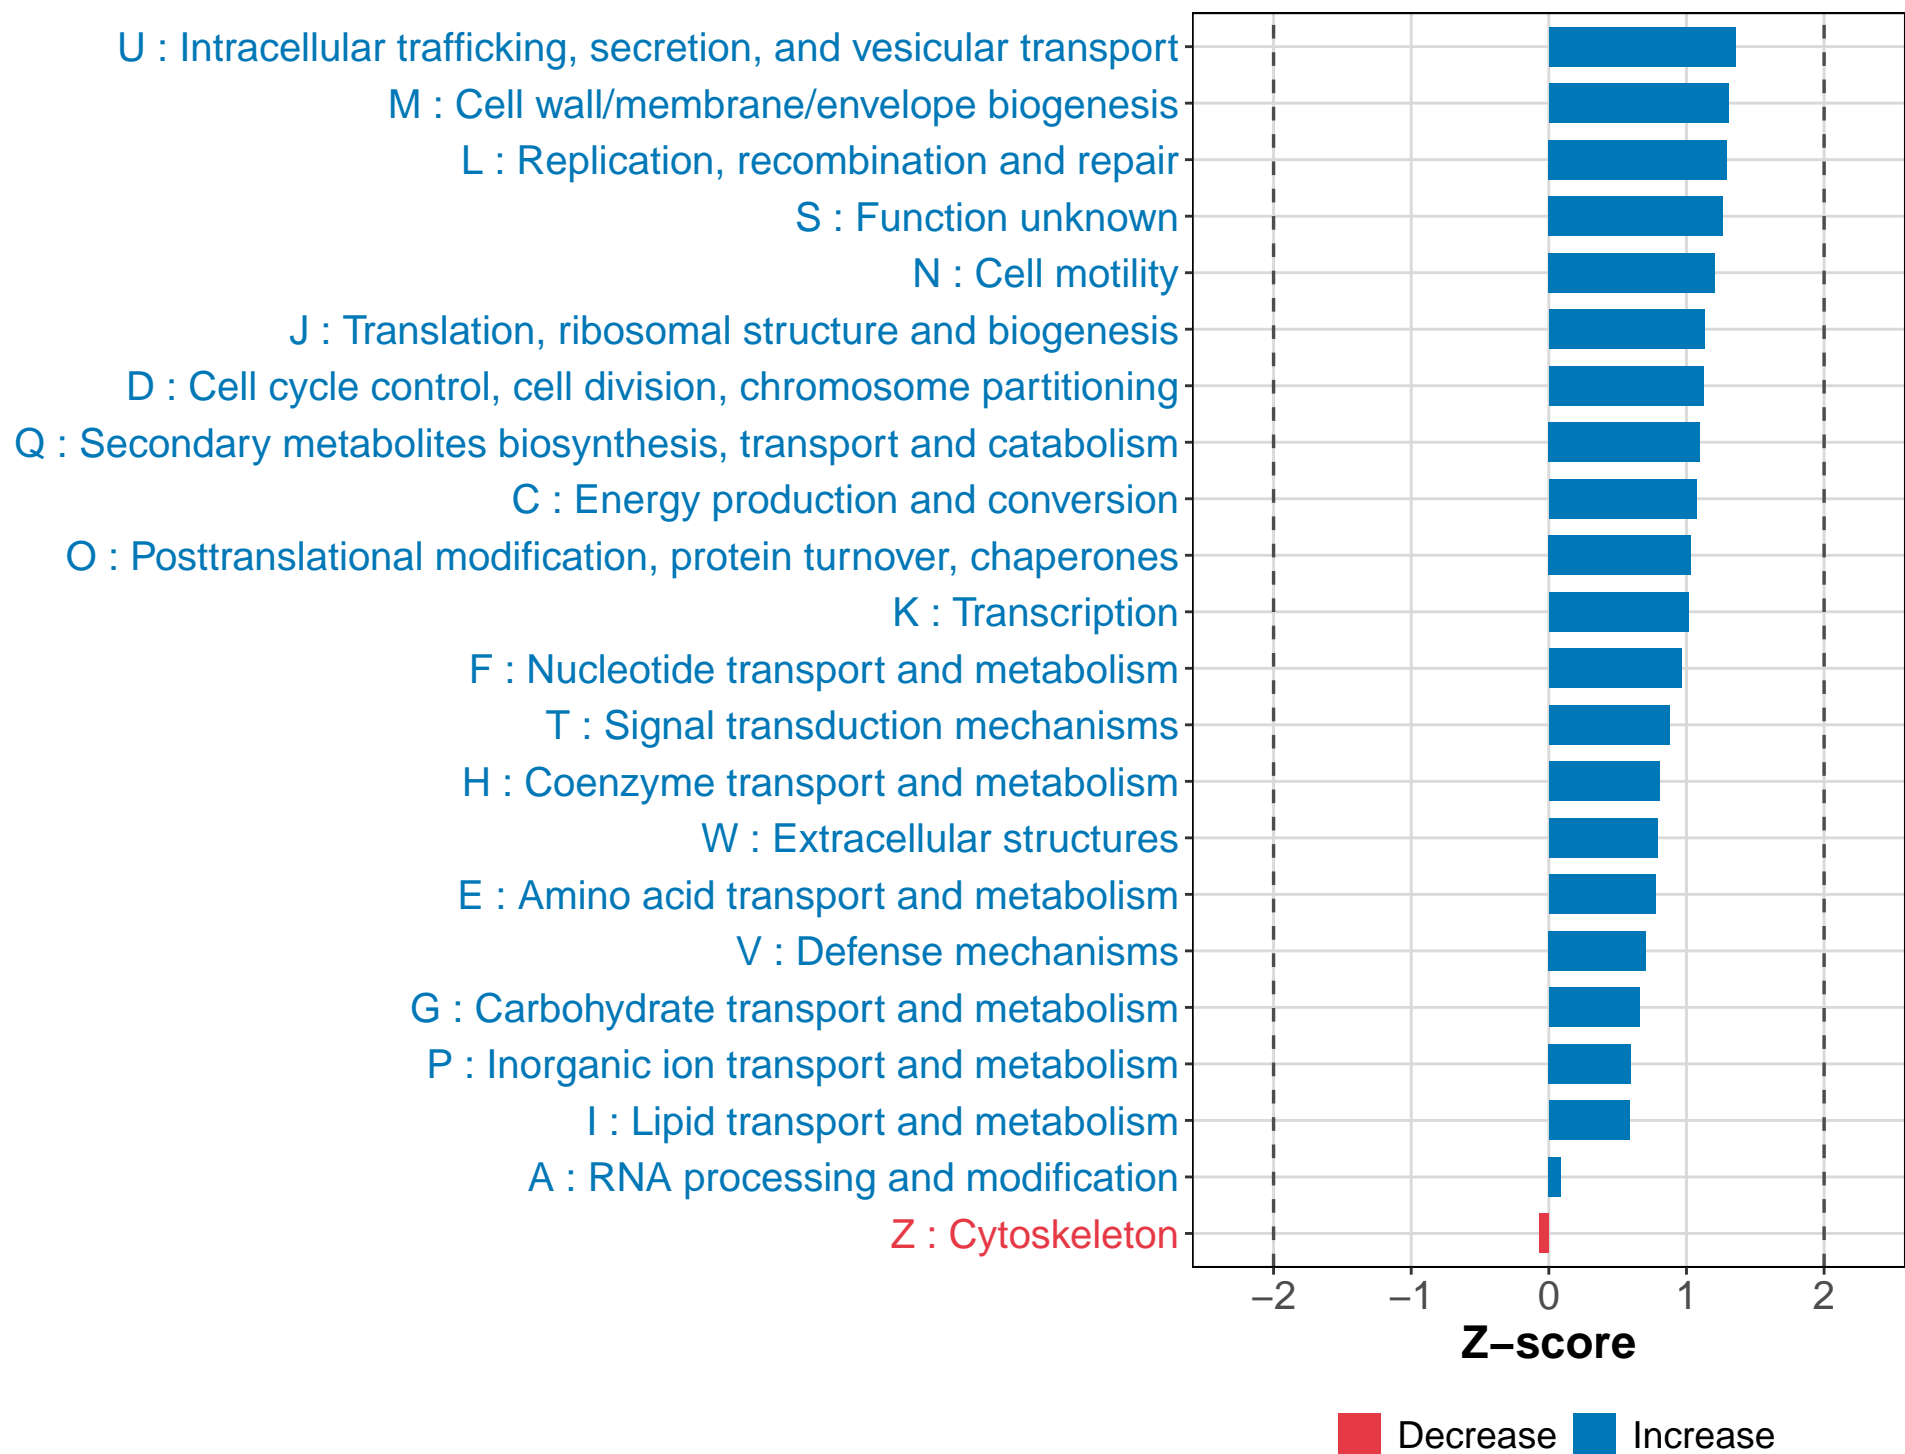 U : Intracellular trafficking, secretion, and vesicular transport
M : Cell wall/membrane/envelope biogenesis
L : Replication, recombination and repair
S : Function unknown
N : Cell motility
J : Translation, ribosomal structure and biogenesis
D : Cell cycle control, cell division, chromosome partitioning
Q : Secondary metabolites biosynthesis, transport and catabolism
C : Energy production and conversion
O : Posttranslational modification, protein turnover, chaperones
K : Transcription
F : Nucleotide transport and metabolism
T : Signal transduction mechanisms
H : Coenzyme transport and metabolism
W : Extracellular structures
E : Amino acid transport and metabolism
V : Defense mechanisms
G : Carbohydrate transport and metabolism
P : Inorganic ion transport and metabolism
I : Lipid transport and metabolism
A : RNA processing and modification
Z : Cytoskeleton
−2 −1 0 1 2
Z−score
Decrease Increase